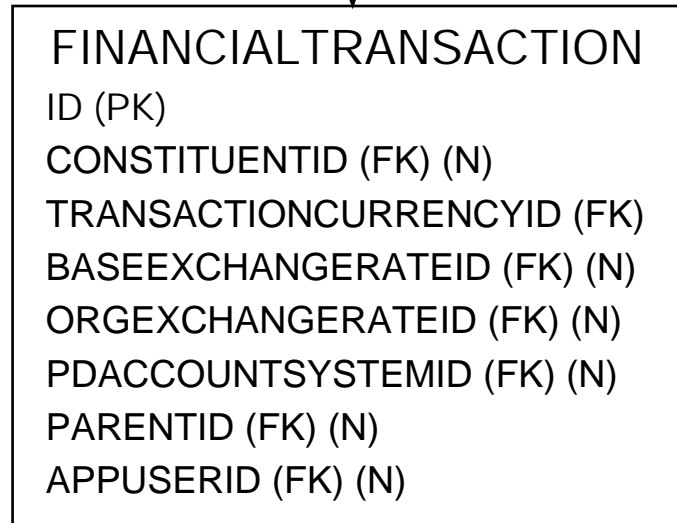 FINANCIALTRANSACTION
ID (PK)
CONSTITUENTID (FK) (N)
TRANSACTIONCURRENCYID (FK)
BASEEXCHANGERATEID (FK) (N)
ORGEXCHANGERATEID (FK) (N)
PDACCOUNTSYSTEMID (FK) (N)
PARENTID (FK) (N)
APPUSERID (FK) (N)